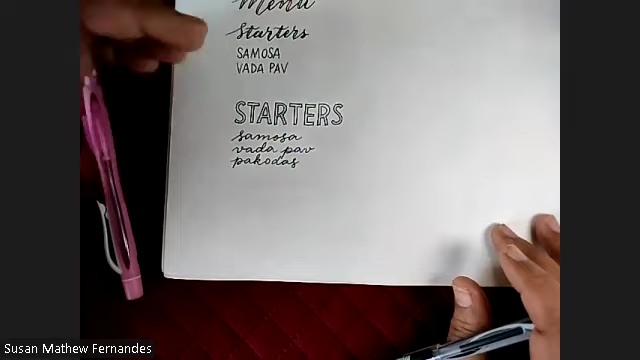 Menu
Starters
SAMOSA
VADA PAV
STARTERS
samosa
vada pav
pakodas
Susan Mathew Fernandes